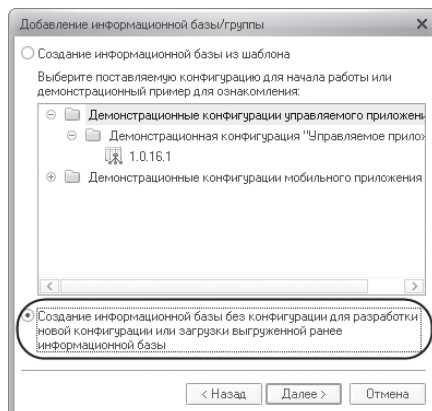 Добавление информационной базы/группы
Создание информационной базы из шаблона
Выберите поставляемую конфигурацию для начала работы или
демонстрационный пример для ознакомления:
Демонстрационные конфигурации управляемого приложени
Демонстрационная конфигурация "Управляемое прилож
1.0.16.1
Демонстрационные конфигурации мобильного приложения
Создание информационной базы без конфигурации для разработки
новой конфигурации или загрузки выгруженной ранее
информационной базы
< Назад Далее > Отмена